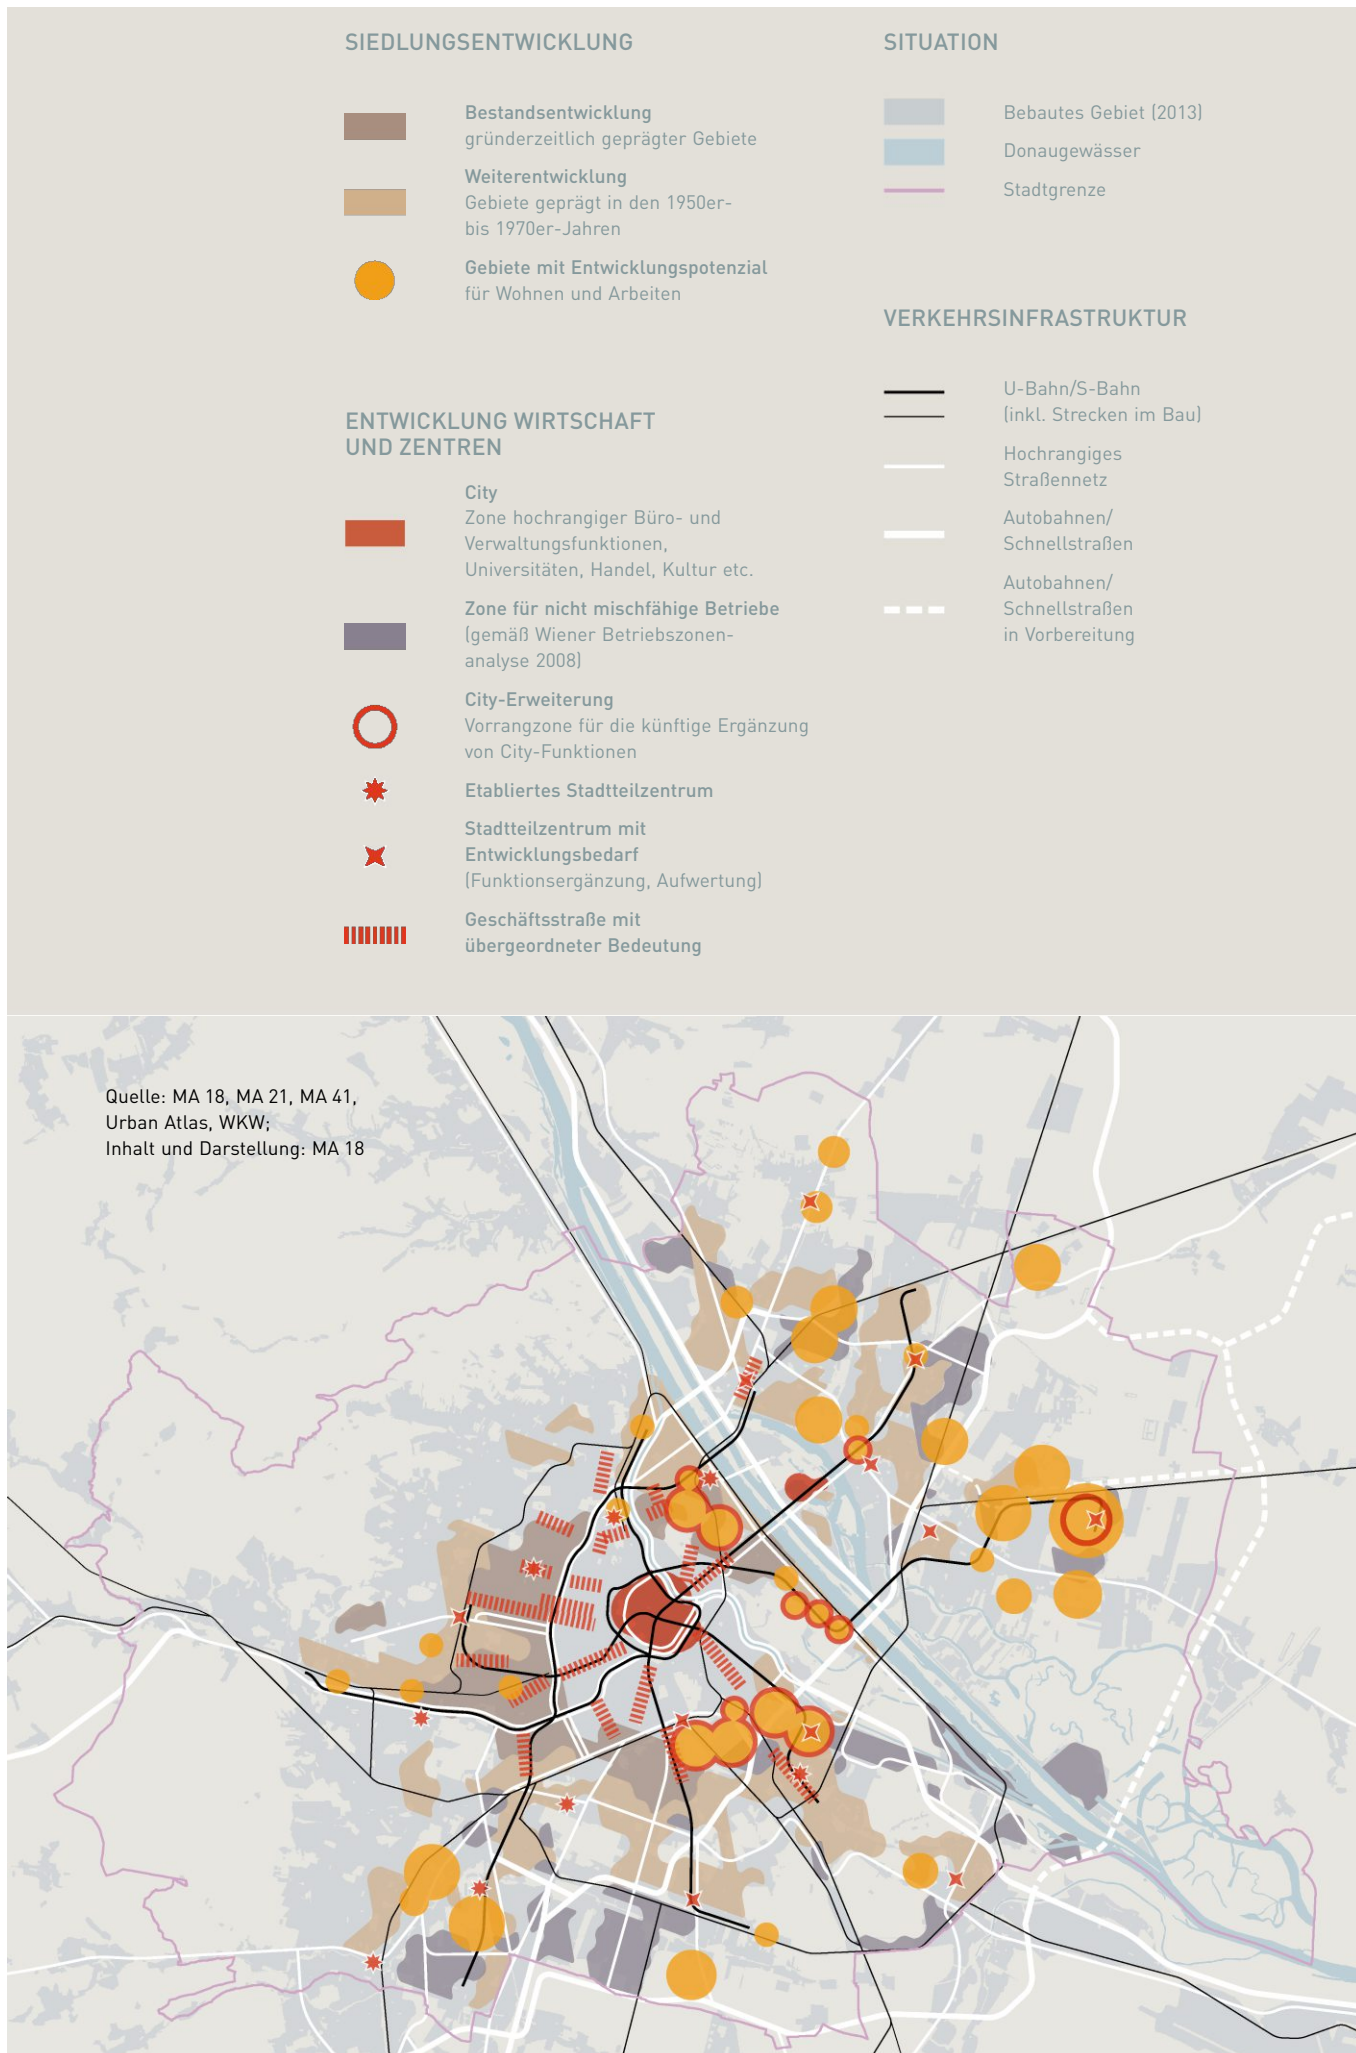 SIEDLUNGSENTWICKLUNG
Bestandsentwicklung
gründerzeitlich geprägter Gebiete
Weiterentwicklung
Gebiete geprägt in den 1950er-
bis 1970er-Jahren
Gebiete mit Entwicklungspotenzial
für Wohnen und Arbeiten
ENTWICKLUNG WIRTSCHAFT
UND ZENTREN
City
Zone hochrangiger Büro- und
Verwaltungsfunktionen,
Universitäten, Handel, Kultur etc.
Zone für nicht mischfähige Betriebe
(gemäß Wiener Betriebszonen-
analyse 2008)
City-Erweiterung
Vorrangzone für die künftige Ergänzung
von City-Funktionen
Etabliertes Stadtteilzentrum
Stadtteilzentrum mit
Entwicklungsbedarf
(Funktionsergänzung, Aufwertung)
Geschäftsstraße mit
übergeordneter Bedeutung
SITUATION
Bebautes Gebiet (2013)
Donaugewässer
Stadtgrenze
VERKEHRSINFRASTRUKTUR
U-Bahn/S-Bahn
(inkl. Strecken im Bau)
Hochrangiges
Straßennetz
Autobahnen/
Schnellstraßen
Autobahnen/
Schnellstraßen
in Vorbereitung
Quelle: MA 18, MA 21, MA 41,
Urban Atlas, WKW;
Inhalt und Darstellung: MA 18